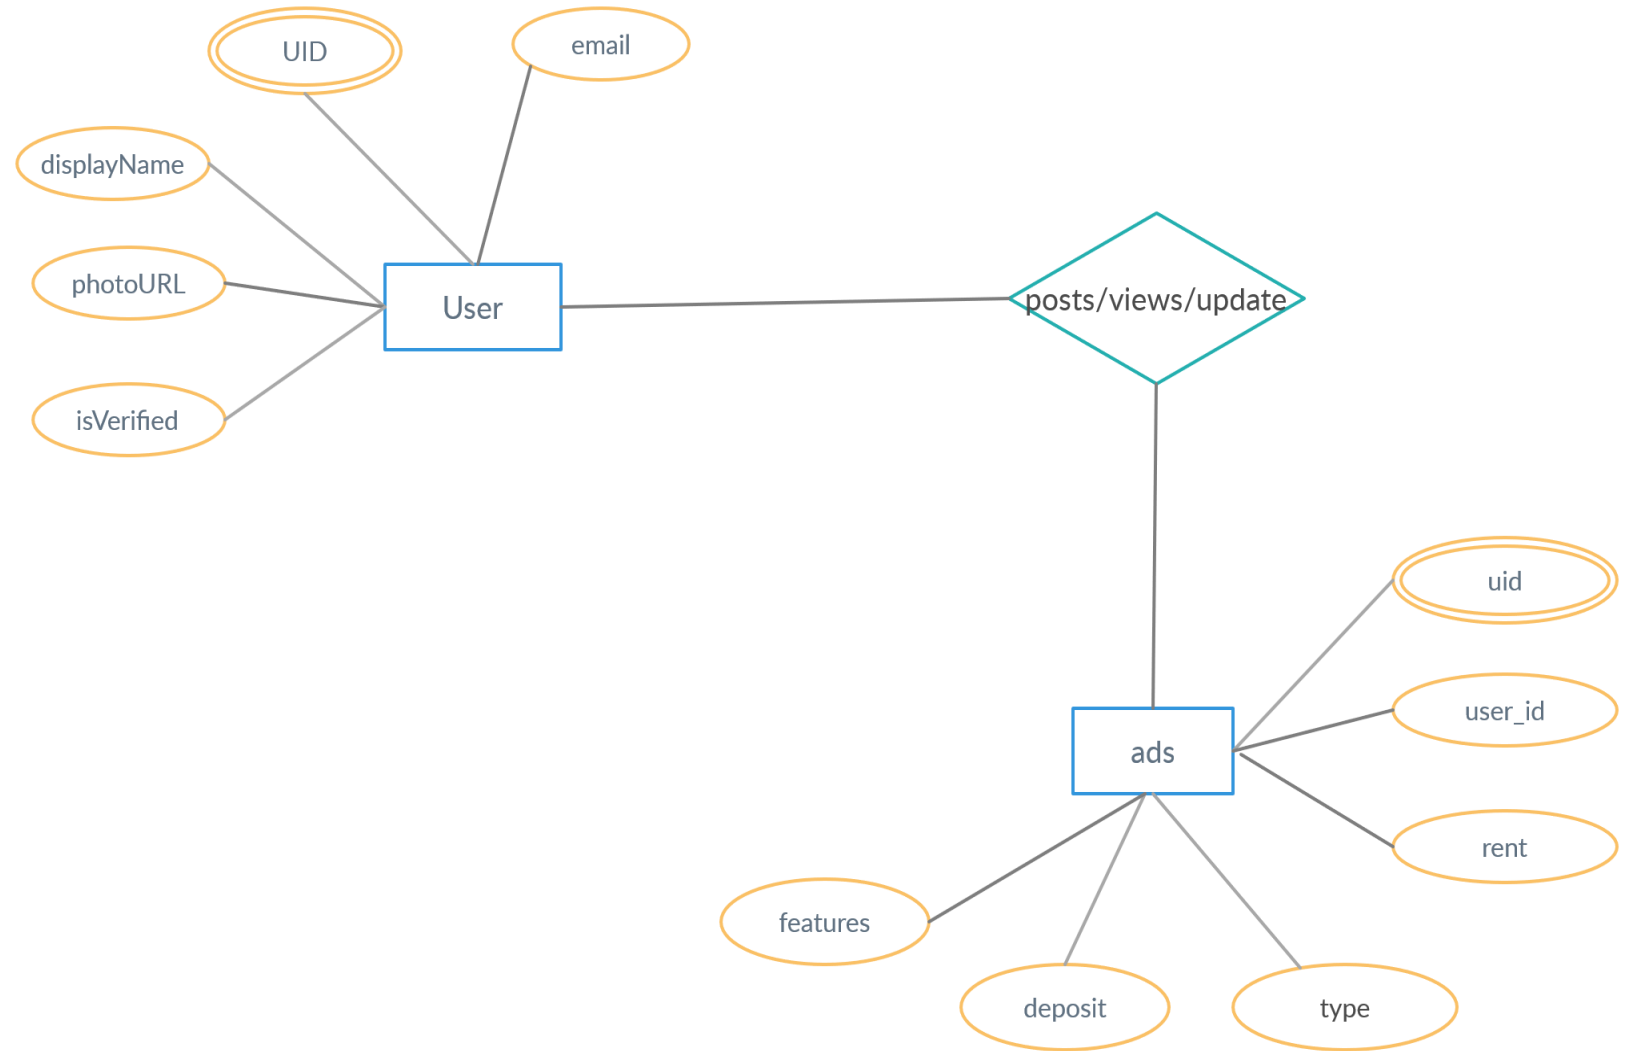 UID
email
displayName
photoURL
User
posts/views/update
isVerified
uid
user_id
ads
rent
features
deposit
type